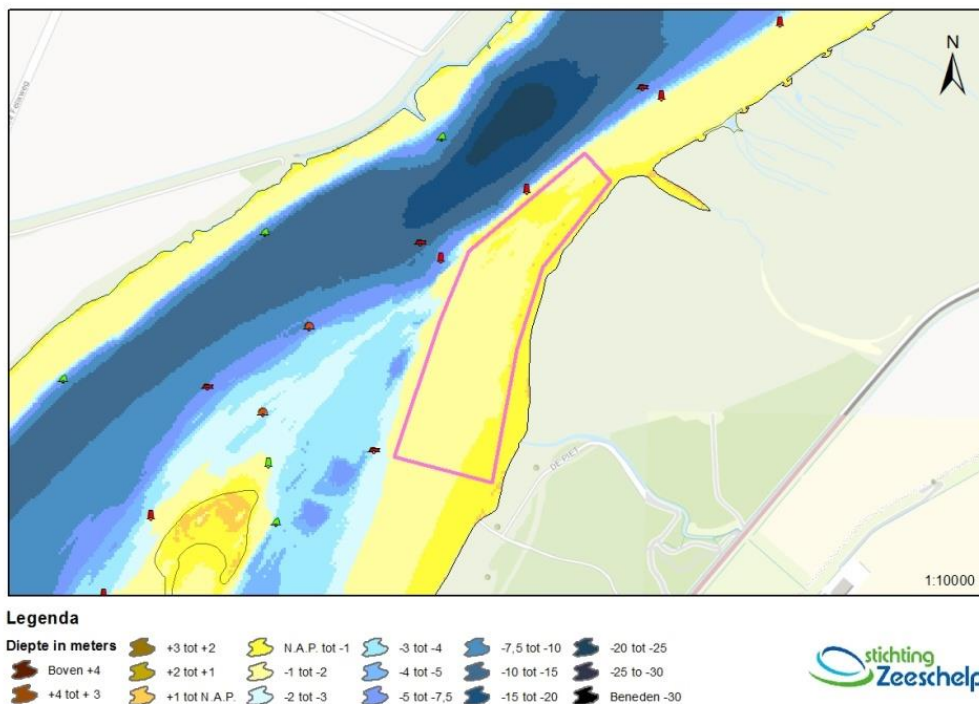 N
DE PIET
1:10000
Legenda
Diepte in meters
Boven +4
+4 tot + 3
+3 tot +2
+2 tot +1
+1 tot N.A.P.
N.A.P. tot -1
-1 tot -2
-2 tot -3
-3 tot -4
-4 tot -5
-5 tot -7,5
-7,5 tot -10
-10 tot -15
-15 tot -20
-20 tot -25
-25 to -30
Beneden -30
stichting
Zeeschelp